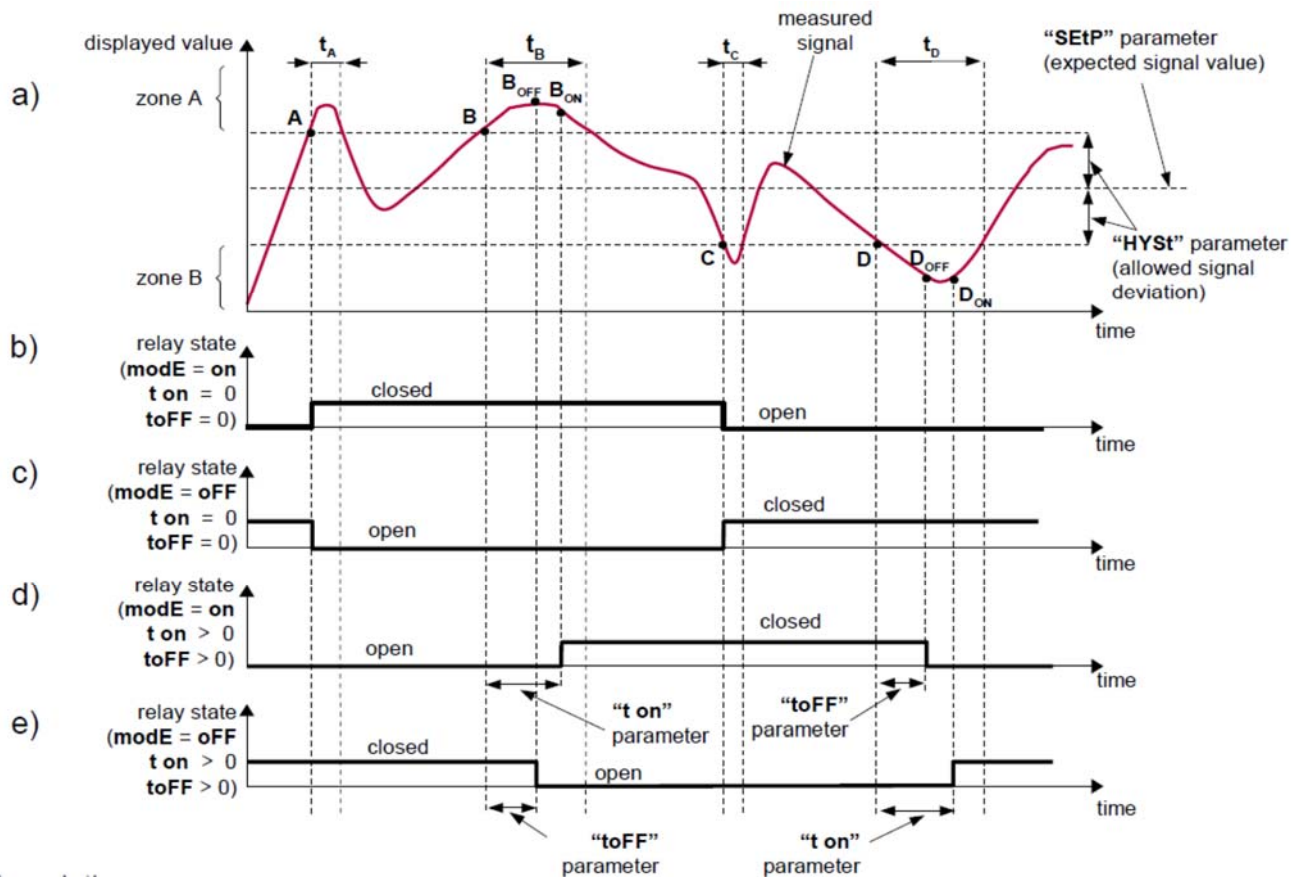 a)
displayed value
zone A
zone B
tA
tB
tC
tD
measured
signal
"SEtP" parameter
(expected signal value)
A
B
BOFF
BON
C
D
DOFF
DON
"HYSt" parameter
(allowed signal
deviation)
time
b)
relay state
(modE = on
t on = 0
toFF = 0)
closed
open
time
c)
relay state
(modE = oFF
t on = 0
toFF = 0)
open
closed
time
d)
relay state
(modE = on
t on > 0
toFF > 0)
open
closed
time
"t on"
parameter
"toFF"
parameter
e)
relay state
(modE = oFF
t on > 0
toFF > 0)
closed
open
time
"toFF"
parameter
"t on"
parameter